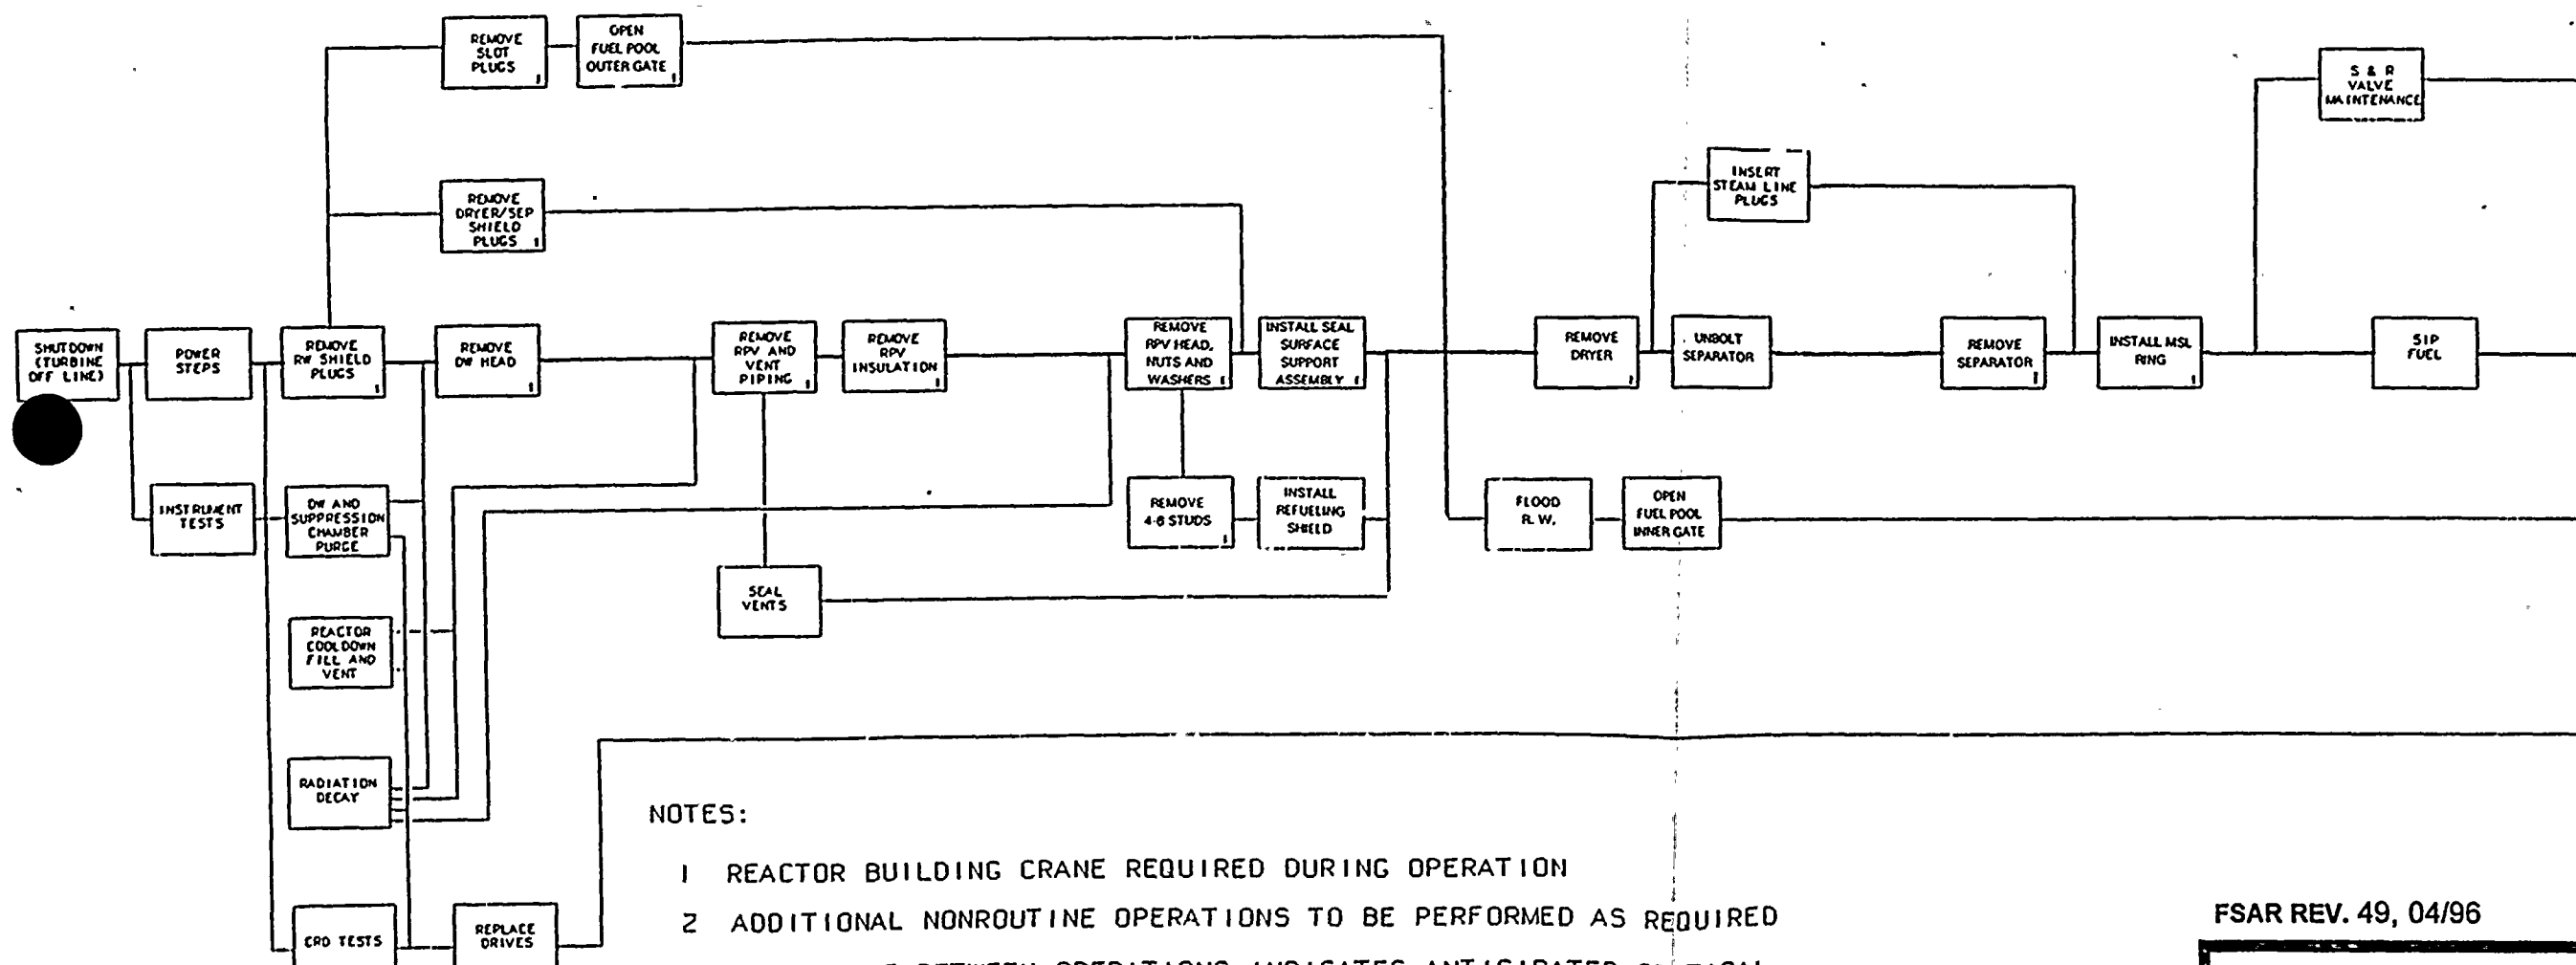 REMOVE
SLOT
PLUGS
1
OPEN
FUEL POOL
OUTER GATE
1
S & R
VALVE
MAINTENANCE
INSERT
STEAM LINE
PLUGS
REMOVE
DRYER/SEP
SHIELD
PLUGS
1
SHUTDOWN
(TURBINE
OFF LINE)
POWER
STEPS
REMOVE
RW SHIELD
PLUGS
1
REMOVE
DW HEAD
1
REMOVE
RPV AND
VENT
PIPING
1
REMOVE
RPV
INSULATION
1
REMOVE
RPV HEAD,
NUTS AND
WASHERS
1
INSTALL SEAL
SURFACE
SUPPORT
ASSEMBLY
1
REMOVE
DRYER
1
UNBOLT
SEPARATOR
REMOVE
SEPARATOR
1
INSTALL MSL
RING
1
SIP
FUEL
INSTRUMENT
TESTS
DW AND
SUPPRESSION
CHAMBER
PURGE
REMOVE
4-8 STUDS
1
INSTALL
REFUELING
SHIELD
FLOOD
R.W.
OPEN
FUEL POOL
INNER GATE
SEAL
VENTS
REACTOR
COOLDOWN
FILL AND
VENT
RADIATION
DECAY
CRD TESTS
REPLACE
DRIVES
NOTES:
1 REACTOR BUILDING CRANE REQUIRED DURING OPERATION
2 ADDITIONAL NONROUTINE OPERATIONS TO BE PERFORMED AS REQUIRED
BETWEEN OPERATIONS INDICATES ANTICIPATED
FSAR REV. 49, 04/96